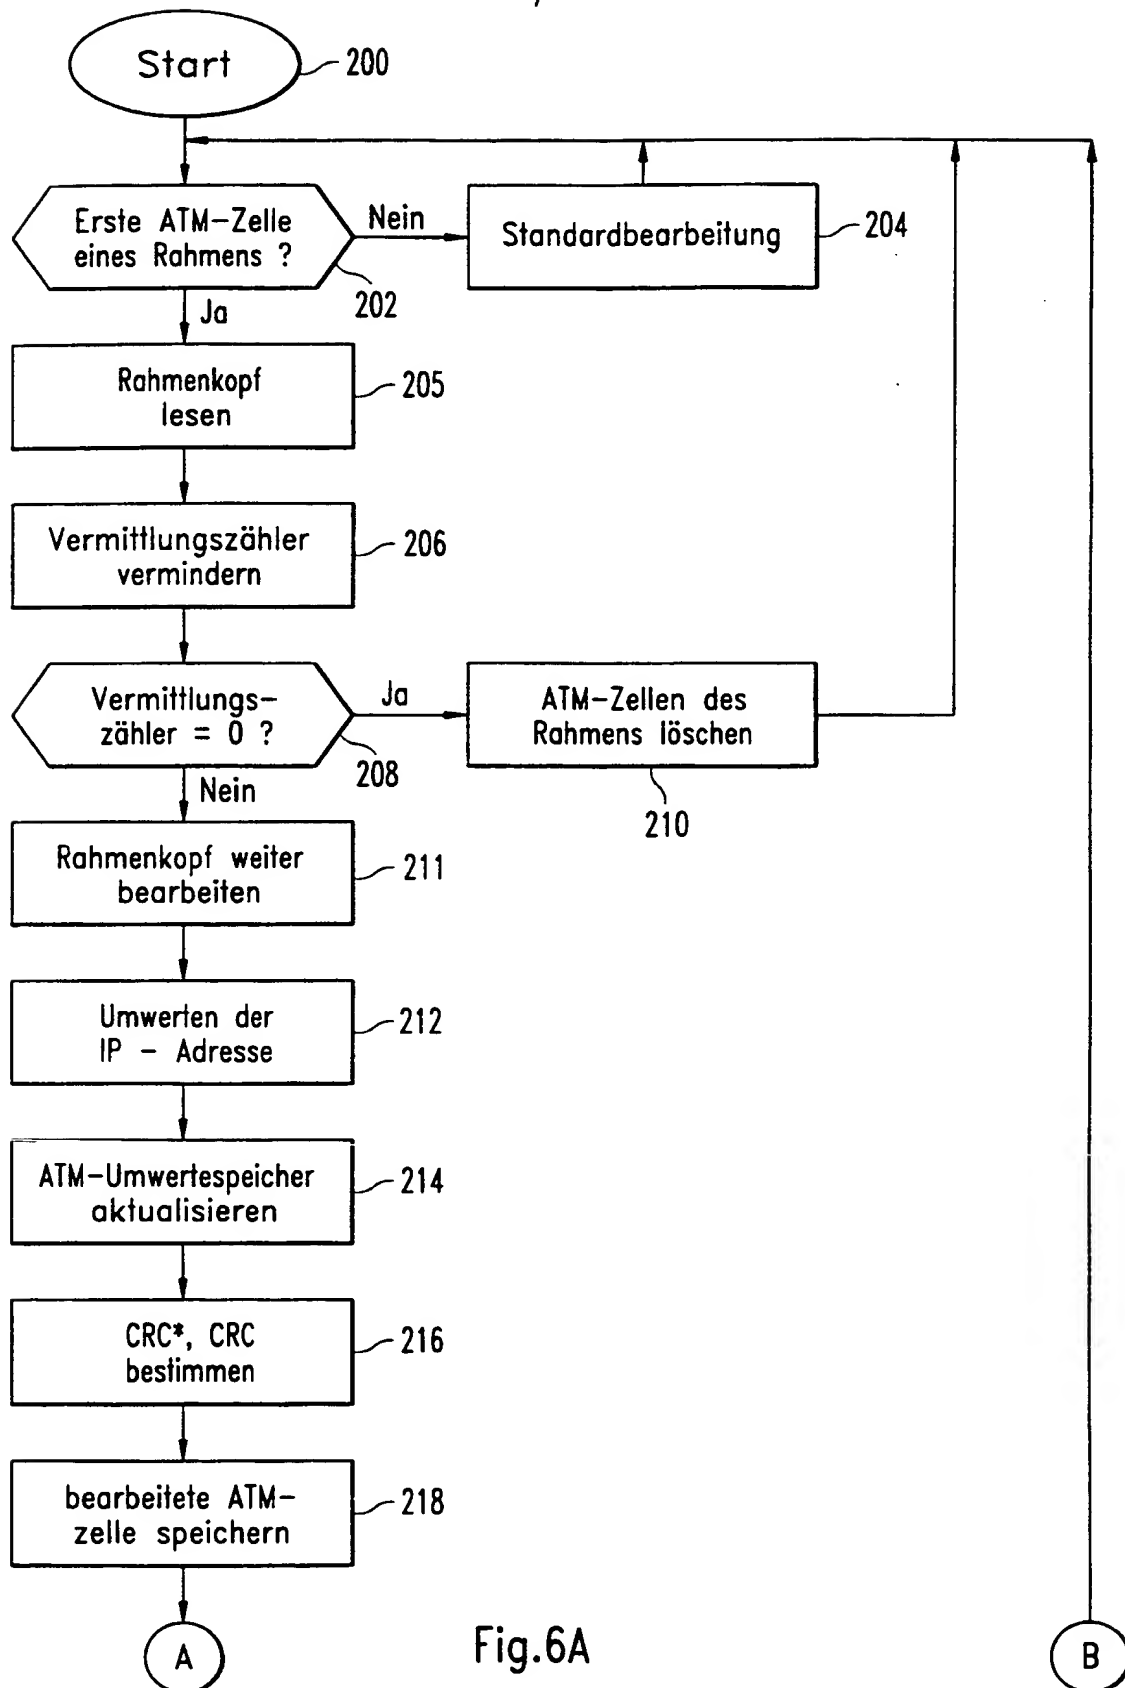 Start
200
Erste ATM-Zelle
eines Rahmens ?
202
Nein
Standardbearbeitung
204
Ja
Rahmenkopf
lesen
205
Vermittlungszähler
vermindern
206
Vermittlungs-
zähler = 0 ?
208
Ja
ATM-Zellen des
Rahmens löschen
210
Nein
Rahmenkopf weiter
bearbeiten
211
Umwerten der
IP - Adresse
212
ATM-Umwertespeicher
aktualisieren
214
CRC*, CRC
bestimmen
216
bearbeitete ATM-
zelle speichern
218
A
Fig.6A
B